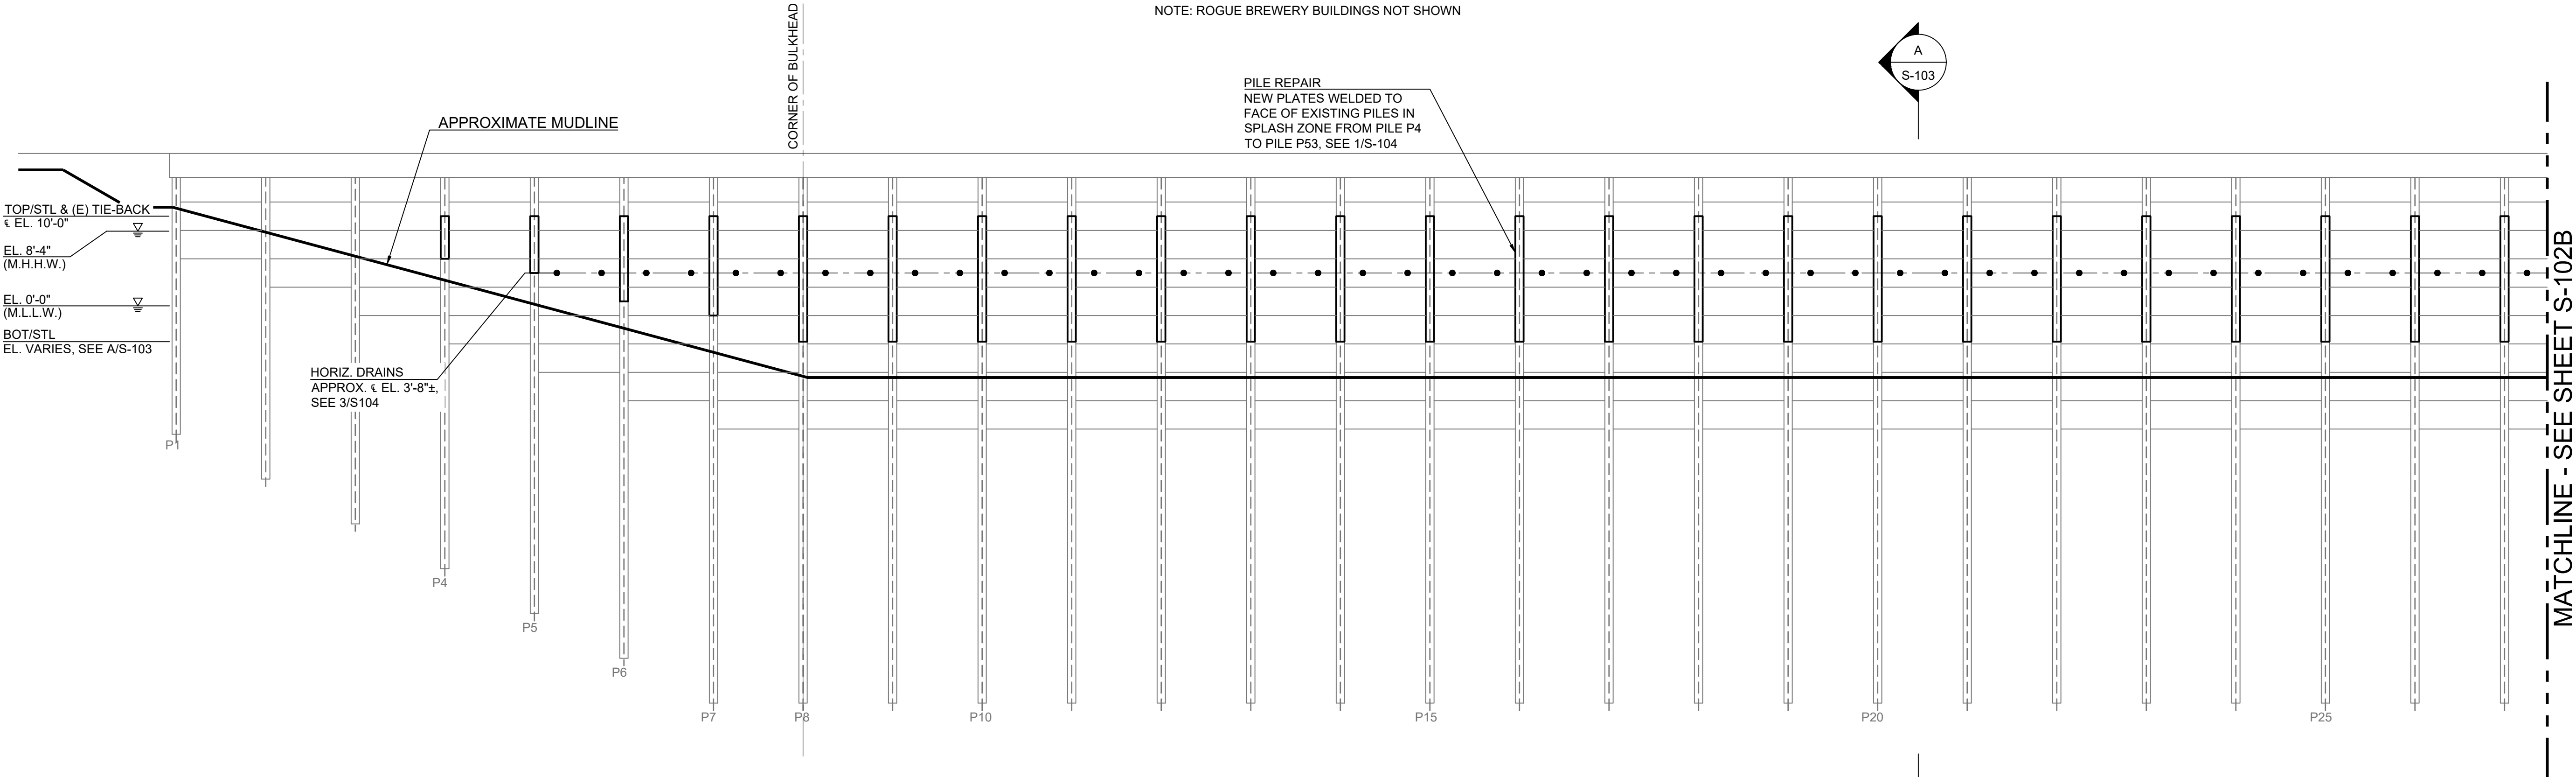 NOTE: ROGUE BREWERY BUILDINGS NOT SHOWN
CORNER OF BULKHEAD
A
S-103
PILE REPAIR
NEW PLATES WELDED TO
FACE OF EXISTING PILES IN
SPLASH ZONE FROM PILE P4
TO PILE P53, SEE 1/S-104
APPROXIMATE MUDLINE
TOP/STL & (E) TIE-BACK
℄ EL. 10'-0"
EL. 8'-4"
(M.H.H.W.)
EL. 0'-0"
(M.L.L.W.)
BOT/STL
EL. VARIES, SEE A/S-103
HORIZ. DRAINS
APPROX. ℄ EL. 3'-8"±,
SEE 3/S104
MATCHLINE - SEE SHEET S-102B
P1
P4
P5
P6
P7
P8
P10
P15
P20
P25